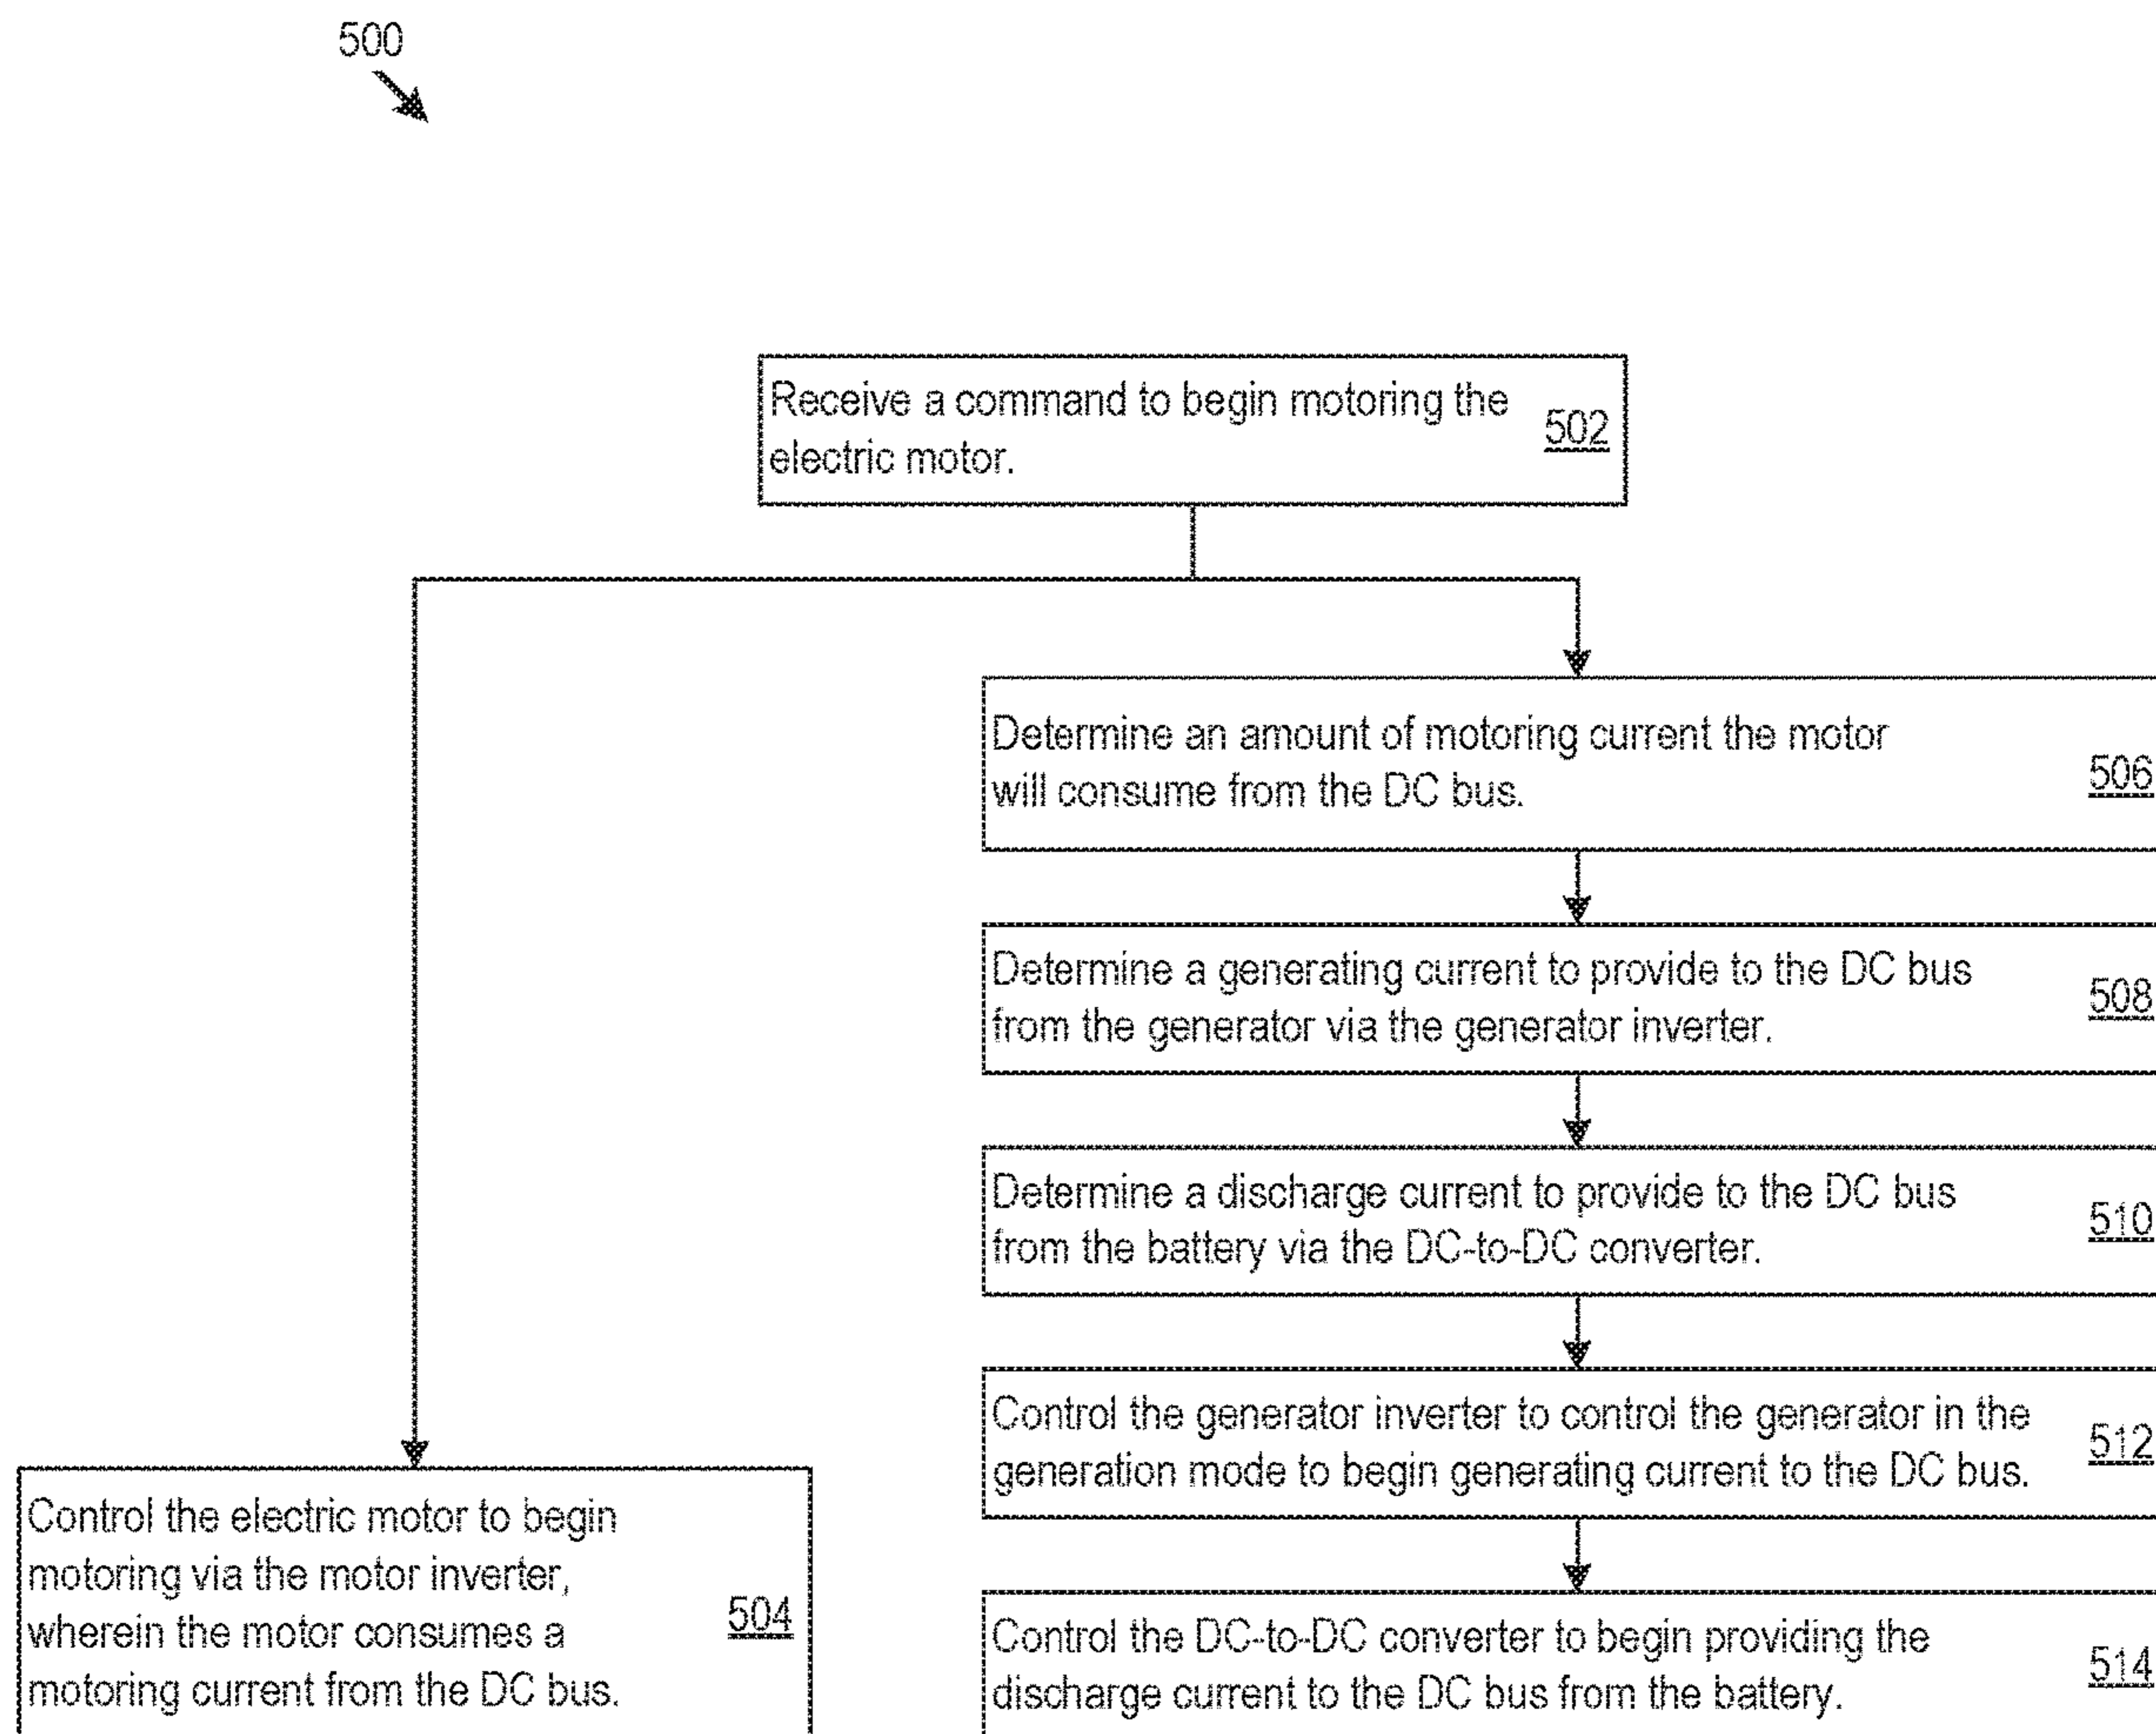 500
Receive a command to begin motoring the
electric motor.
502
Determine an amount of motoring current the motor
will consume from the DC bus.
506
Determine a generating current to provide to the DC bus
from the generator via the generator inverter.
508
Determine a discharge current to provide to the DC bus
from the battery via the DC-to-DC converter.
510
Control the generator inverter to control the generator in the
generation mode to begin generating current to the DC bus.
512
Control the electric motor to begin
motoring via the motor inverter,
wherein the motor consumes a
motoring current from the DC bus.
504
Control the DC-to-DC converter to begin providing the
discharge current to the DC bus from the battery.
514